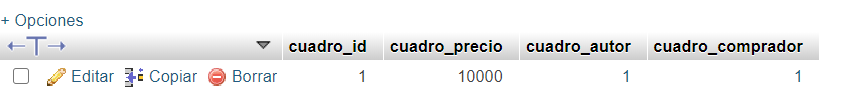 + Opciones
←T→ cuadro_id cuadro_precio cuadro_autor cuadro_comprador
Editar Copiar Borrar 1 10000 1 1